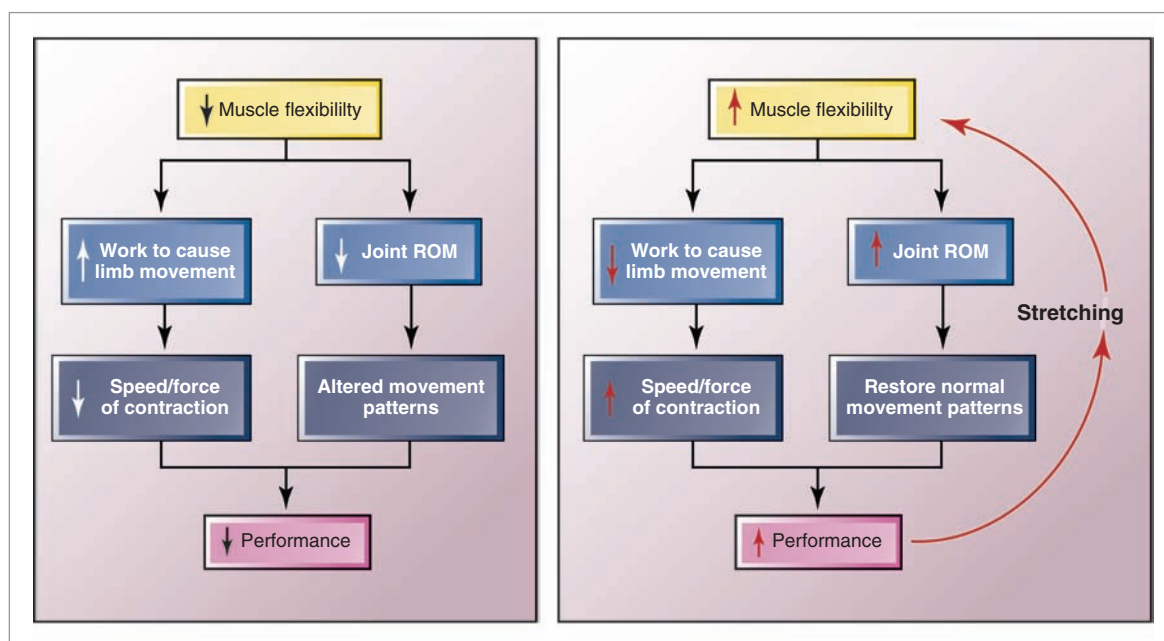 ↓ Muscle flexibililty
↑ Work to cause
limb movement
↓ Joint ROM
↓ Speed/force
of contraction
Altered movement
patterns
↓ Performance
↑ Muscle flexibililty
↓ Work to cause
limb movement
↑ Joint ROM
Stretching
↑ Speed/force
of contraction
Restore normal
movement patterns
↑ Performance